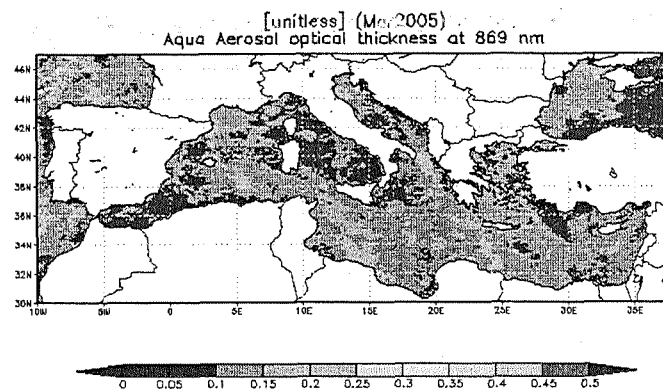 [unitless] (Mar2005)
Aqua Aerosol optical thickness at 869 nm
46N
44N
42N
40N
38N
36N
34N
32N
30N
10W 5W 0 5E 10E 15E 20E 25E 30E 35E
0 0.05 0.1 0.15 0.2 0.25 0.3 0.35 0.4 0.45 0.5